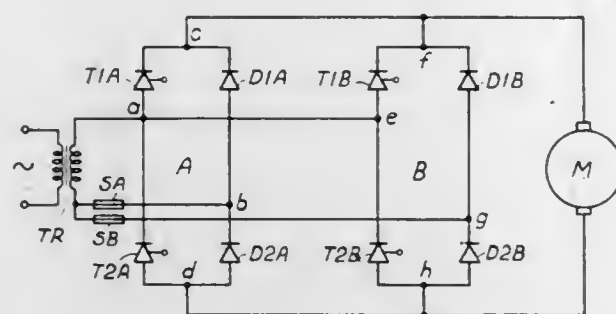 c f
T1A D1A T1B D1B
a e
~ A B M
SA
b
SB g
TR
T2A D2A T2B D2B
d h